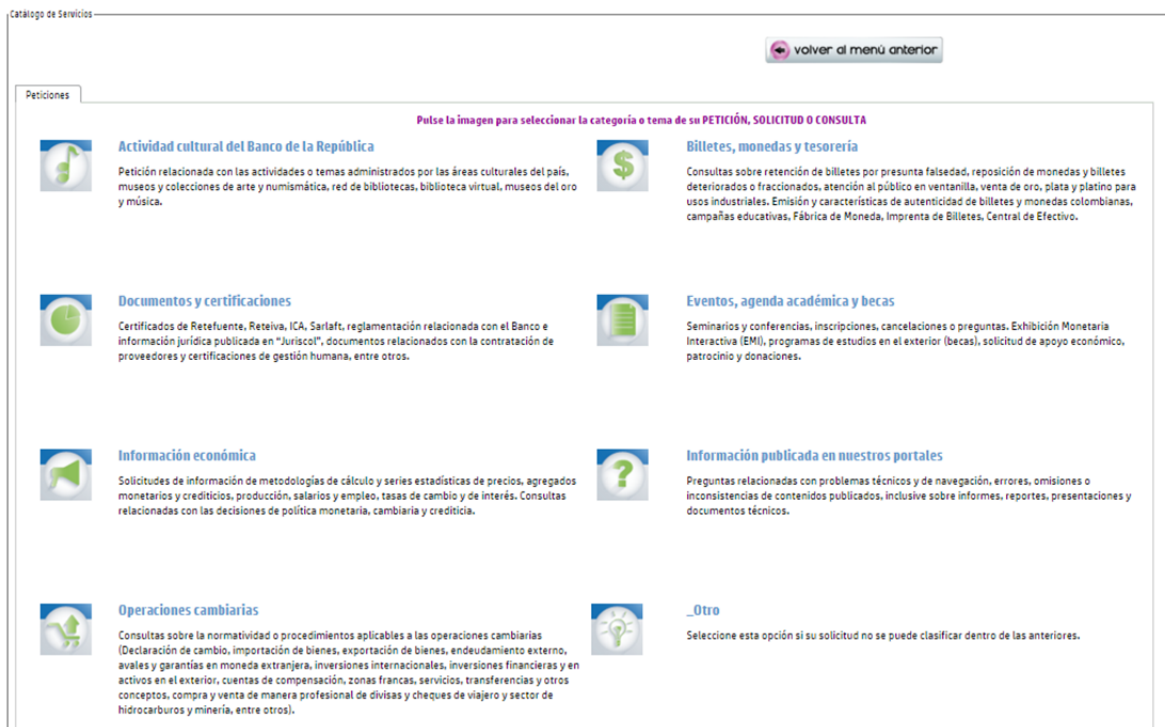 Catálogo de Servicios
volver al menú anterior
Peticiones
Pulse la imagen para seleccionar la categoría o tema de su PETICIÓN, SOLICITUD O CONSULTA
Actividad cultural del Banco de la República
Petición relacionada con las actividades o temas administrados por las áreas culturales del país,
museos y colecciones de arte y numismática, red de bibliotecas, biblioteca virtual, museos del oro
y música.
Billetes, monedas y tesorería
Consultas sobre retención de billetes por presunta falsedad, reposición de monedas y billetes
deteriorados o fraccionados, atención al público en ventanilla, venta de oro, plata y platino para
usos industriales. Emisión y características de autenticidad de billetes y monedas colombianas,
campañas educativas, Fábrica de Moneda, Imprenta de Billetes, Central de Efectivo.
Documentos y certificaciones
Certificados de Retefuente, Reteiva, ICA, Sarlaft, reglamentación relacionada con el Banco e
información jurídica publicada en "Juriscol", documentos relacionados con la contratación de
proveedores y certificaciones de gestión humana, entre otros.
Eventos, agenda académica y becas
Seminarios y conferencias, inscripciones, cancelaciones o preguntas. Exhibición Monetaria
Interactiva (EMI), programas de estudios en el exterior (becas), solicitud de apoyo económico,
patrocinio y donaciones.
Información económica
Solicitudes de información de metodologías de cálculo y series estadísticas de precios, agregados
monetarios y crediticios, producción, salarios y empleo, tasas de cambio y de interés. Consultas
relacionadas con las decisiones de política monetaria, cambiaria y crediticia.
Información publicada en nuestros portales
Preguntas relacionadas con problemas técnicos y de navegación, errores, omisiones o
inconsistencias de contenidos publicados, inclusive sobre informes, reportes, presentaciones y
documentos técnicos.
Operaciones cambiarias
Consultas sobre la normatividad o procedimientos aplicables a las operaciones cambiarias
(Declaración de cambio, importación de bienes, exportación de bienes, endeudamiento externo,
avales y garantías en moneda extranjera, inversiones internacionales, inversiones financieras y en
activos en el exterior, cuentas de compensación, zonas francas, servicios, transferencias y otros
conceptos, compra y venta de manera profesional de divisas y cheques de viajero y sector de
hidrocarburos y minería, entre otros).
_Otro
Seleccione esta opción si su solicitud no se puede clasificar dentro de las anteriores.